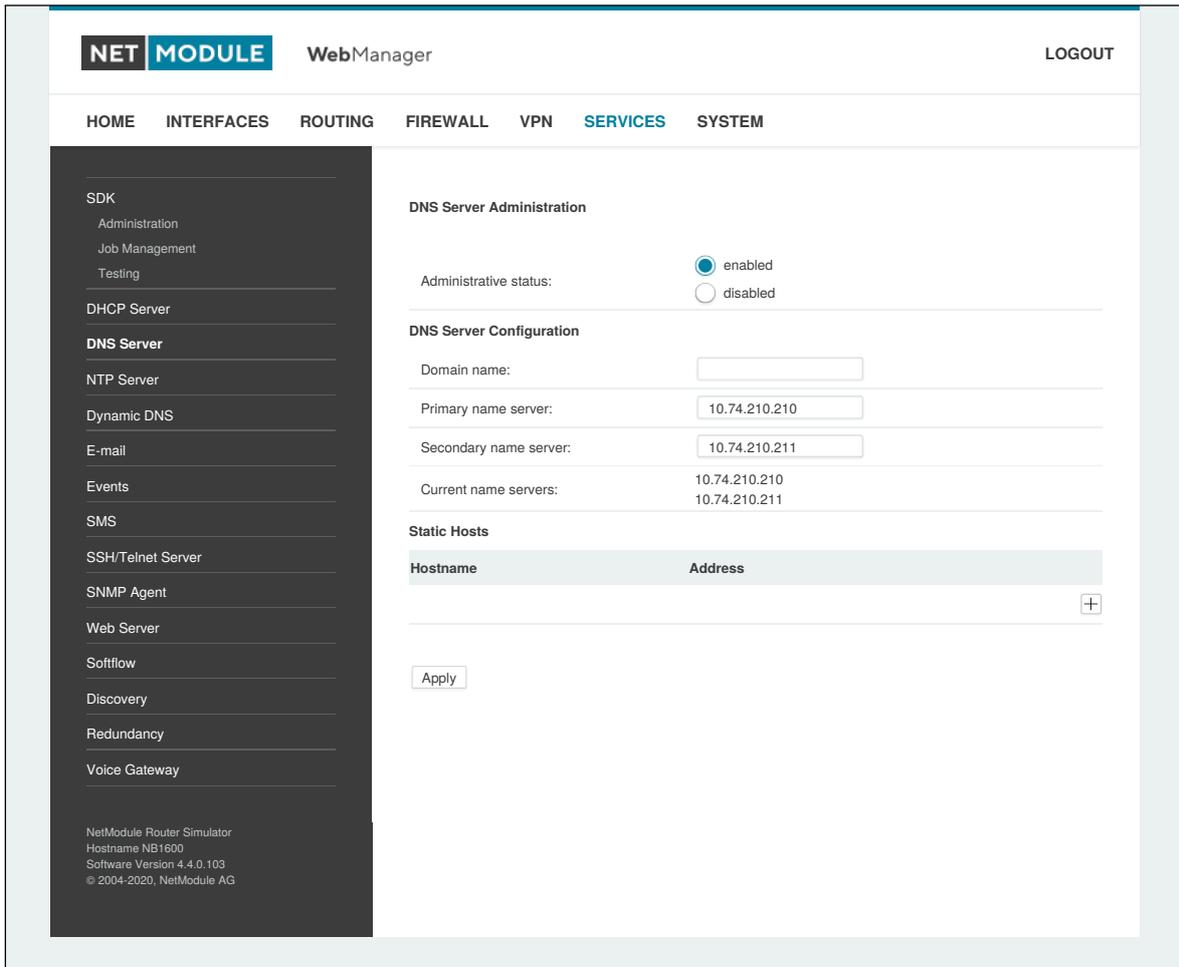 NET MODULE WebManager LOGOUT
HOME INTERFACES ROUTING FIREWALL VPN SERVICES SYSTEM
SDK
Administration
Job Management
Testing
DHCP Server
DNS Server
NTP Server
Dynamic DNS
E-mail
Events
SMS
SSH/Telnet Server
SNMP Agent
Web Server
Softflow
Discovery
Redundancy
Voice Gateway
NetModule Router Simulator
Hostname NB1600
Software Version 4.4.0.103
© 2004-2020, NetModule AG
DNS Server Administration
Administrative status:
enabled
disabled
DNS Server Configuration
Domain name:
Primary name server: 10.74.210.210
Secondary name server: 10.74.210.211
Current name servers:
10.74.210.210
10.74.210.211
Static Hosts
Hostname Address
Apply